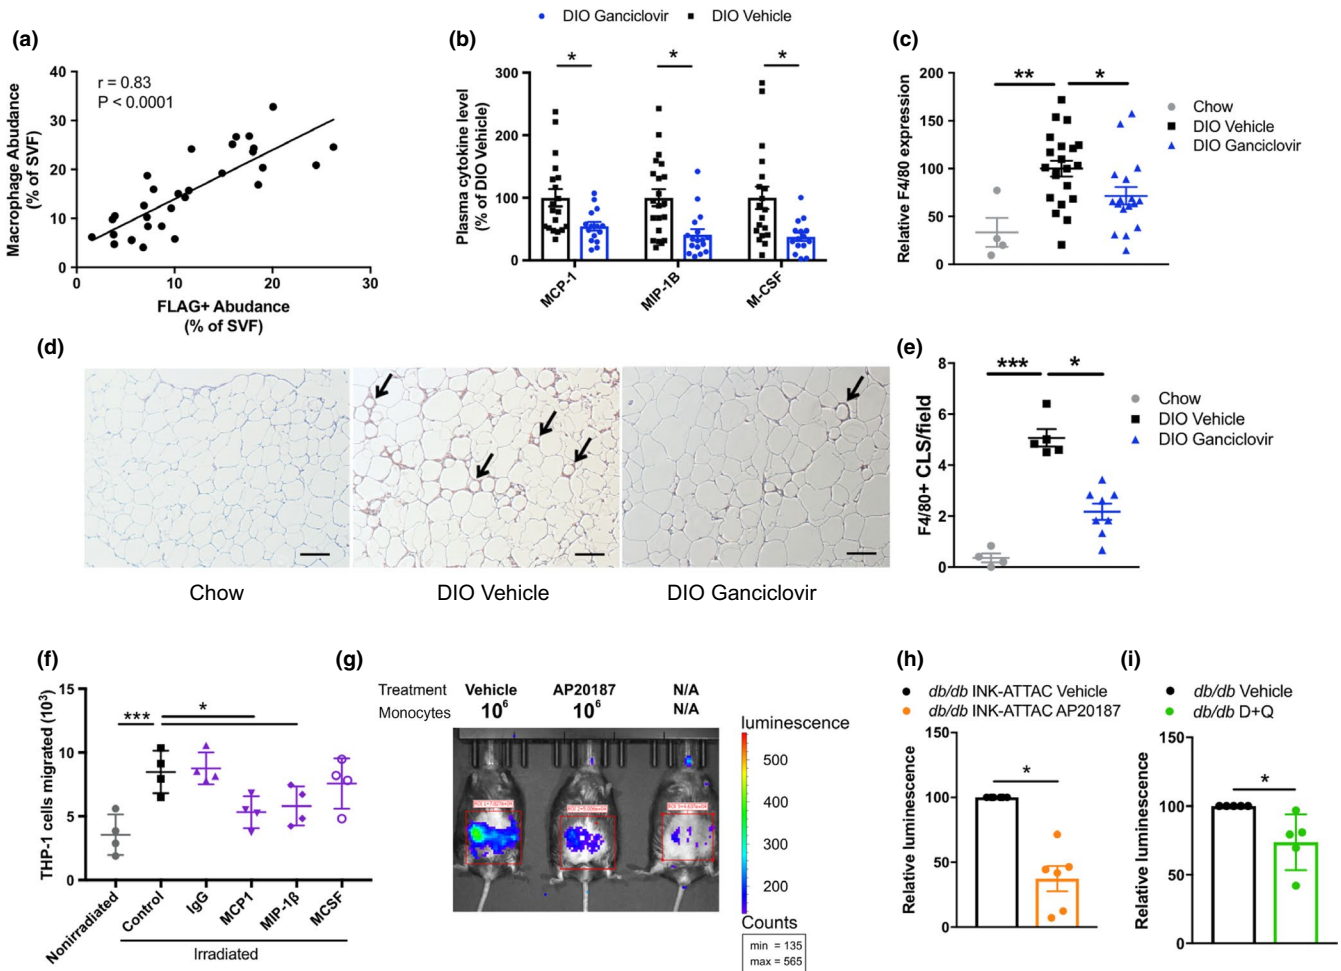 DIO Ganciclovir DIO Vehicle
(a)
40
30
20
10
0
r = 0.83
P < 0.0001
Macrophage Abudance
(% of SVF)
0 10 20 30
FLAG+ Abudance
(% of SVF)
(b)
* * *
300
200
100
0
Plasma cytokine level
(% of DIO Vehicle)
MCP-1
MIP-1B
M-CSF
(c)
** *
200
150
100
50
0
Relative F4/80 expression
Chow
DIO Vehicle
DIO Ganciclovir
(d)
Chow
DIO Vehicle
DIO Ganciclovir
(e)
*** *
8
6
4
2
0
F4/80+ CLS/field
Chow
DIO Vehicle
DIO Ganciclovir
(f)
*** *
15
10
5
0
THP-1 cells migrated (10³)
Nonirradiated
Control
IgG
MCP1
MIP-1β
MCSF
Irradiated
(g)
Treatment Vehicle AP20187 N/A
Monocytes 10⁶ 10⁶ N/A
luminescence
500
400
300
200
Counts
min = 135
max = 565
(h)
db/db INK-ATTAC Vehicle
db/db INK-ATTAC AP20187
*
150
100
50
0
Relative luminescence
(i)
db/db Vehicle
db/db D+Q
*
150
100
50
0
Relative luminescence